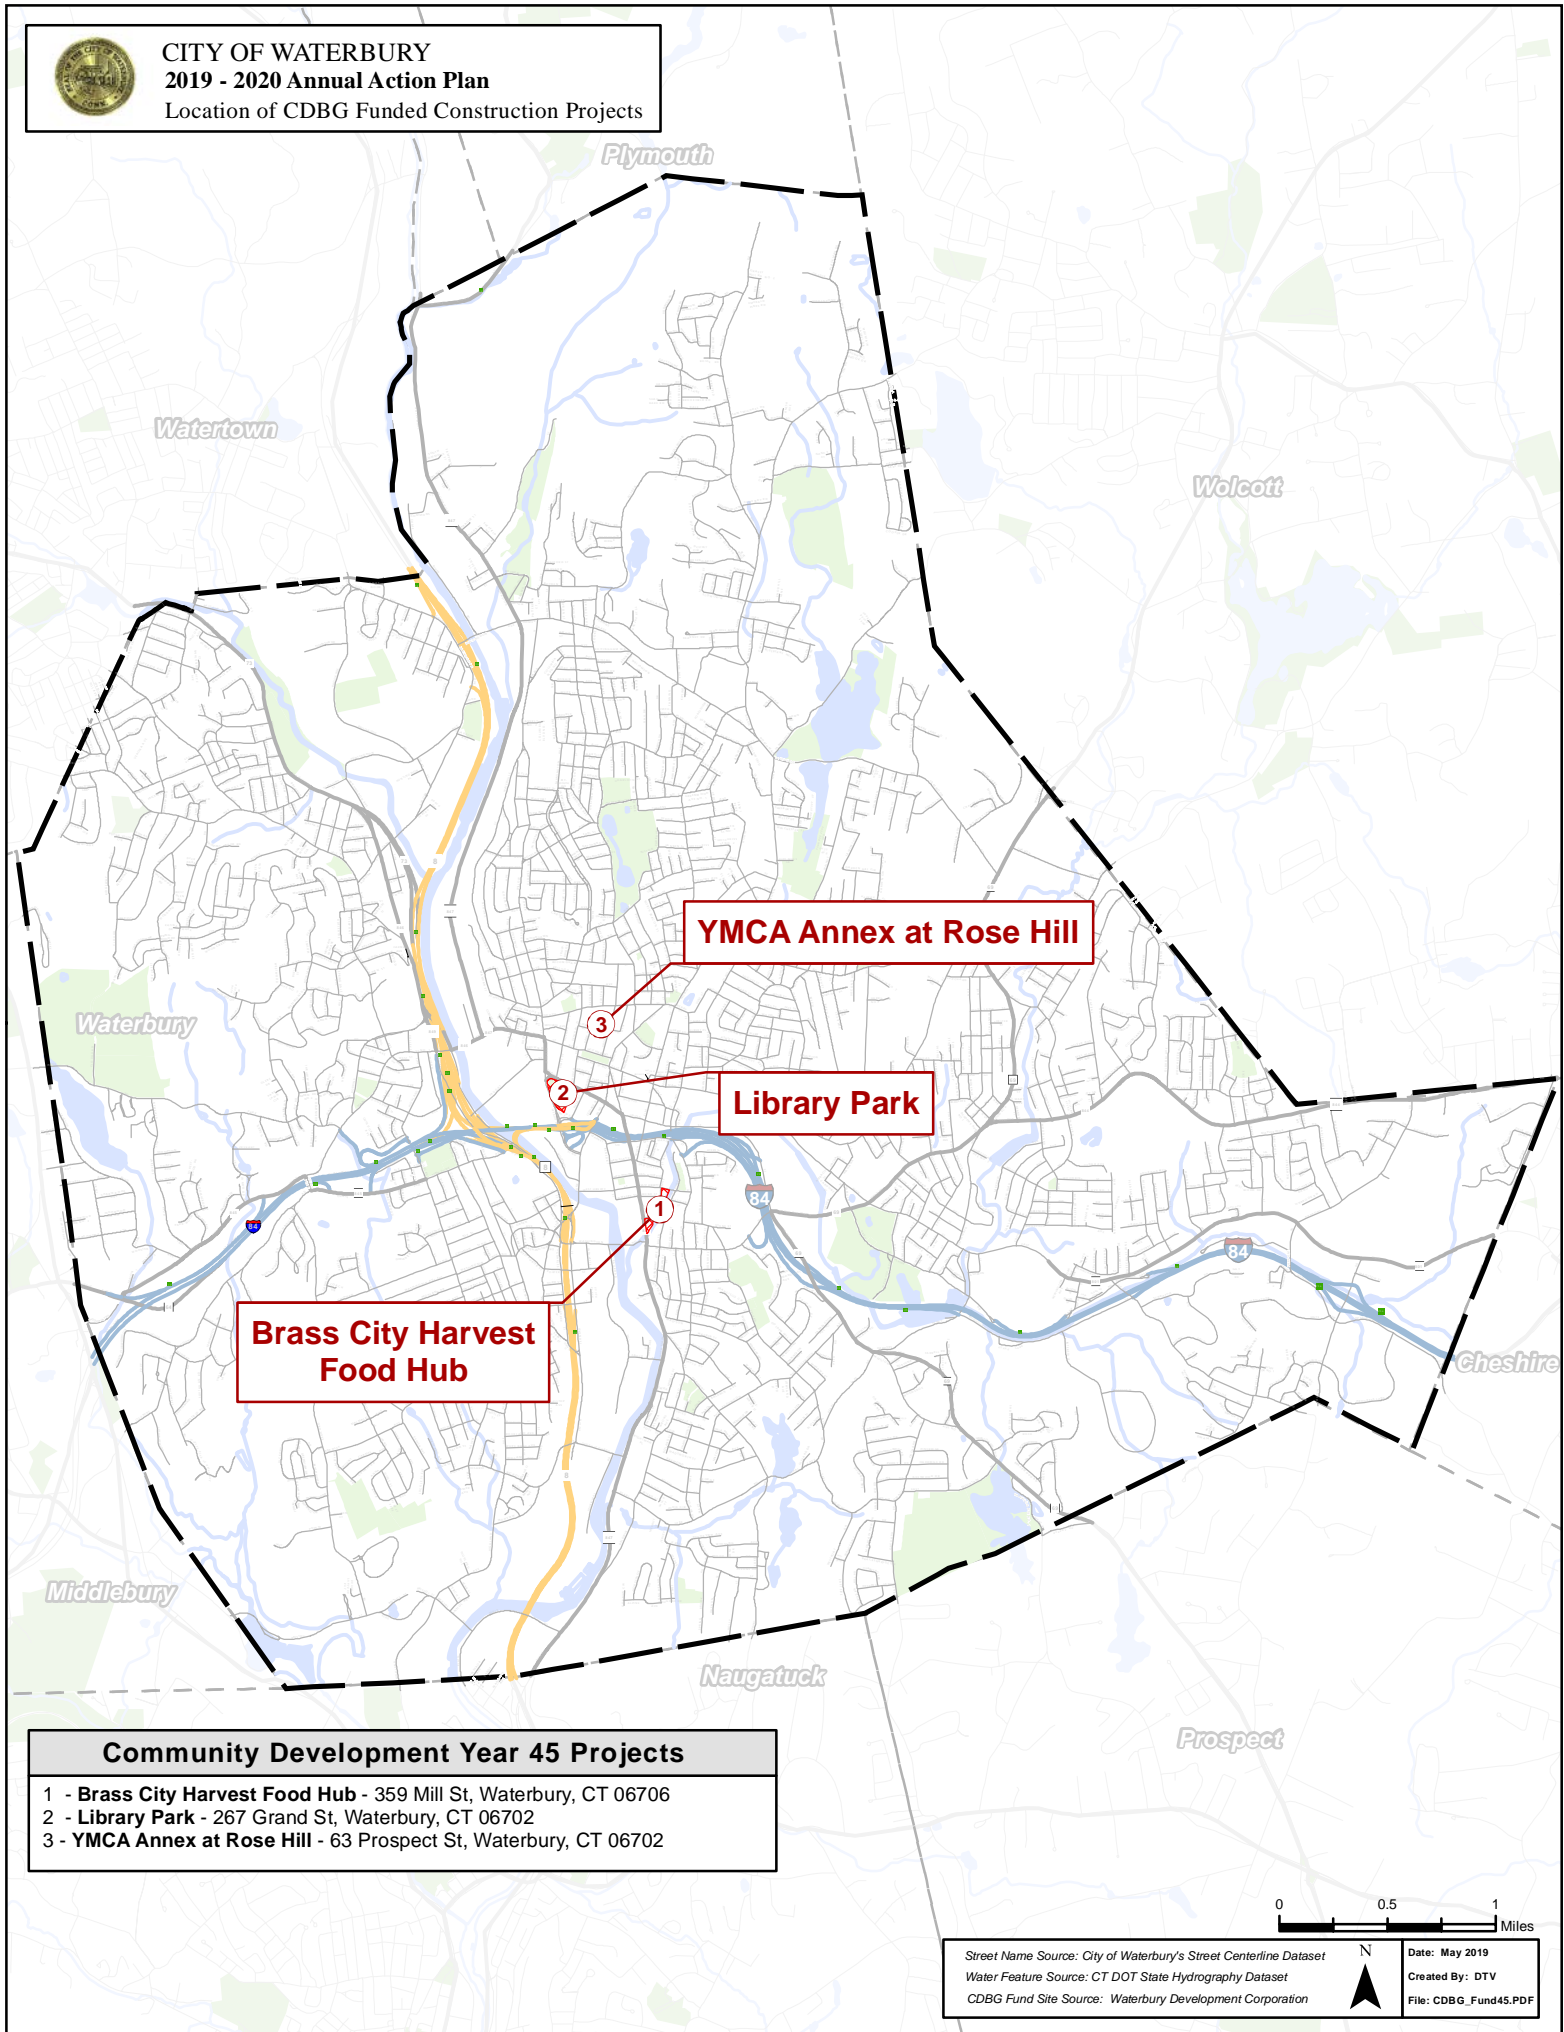 CITY OF WATERBURY
2019 - 2020 Annual Action Plan
Location of CDBG Funded Construction Projects
Plymouth
Watertown
Wolcott
YMCA Annex at Rose Hill
Waterbury
3
2
Library Park
1
84
84
84
Brass City Harvest
Food Hub
Cheshire
8
8
Middlebury
Naugatuck
Prospect
Community Development Year 45 Projects
1 - Brass City Harvest Food Hub - 359 Mill St, Waterbury, CT 06706
2 - Library Park - 267 Grand St, Waterbury, CT 06702
3 - YMCA Annex at Rose Hill - 63 Prospect St, Waterbury, CT 06702
0 0.5 1
Miles
Street Name Source: City of Waterbury's Street Centerline Dataset
Water Feature Source: CT DOT State Hydrography Dataset
CDBG Fund Site Source: Waterbury Development Corporation
N
Date: May 2019
Created By: DTV
File: CDBG_Fund45.PDF